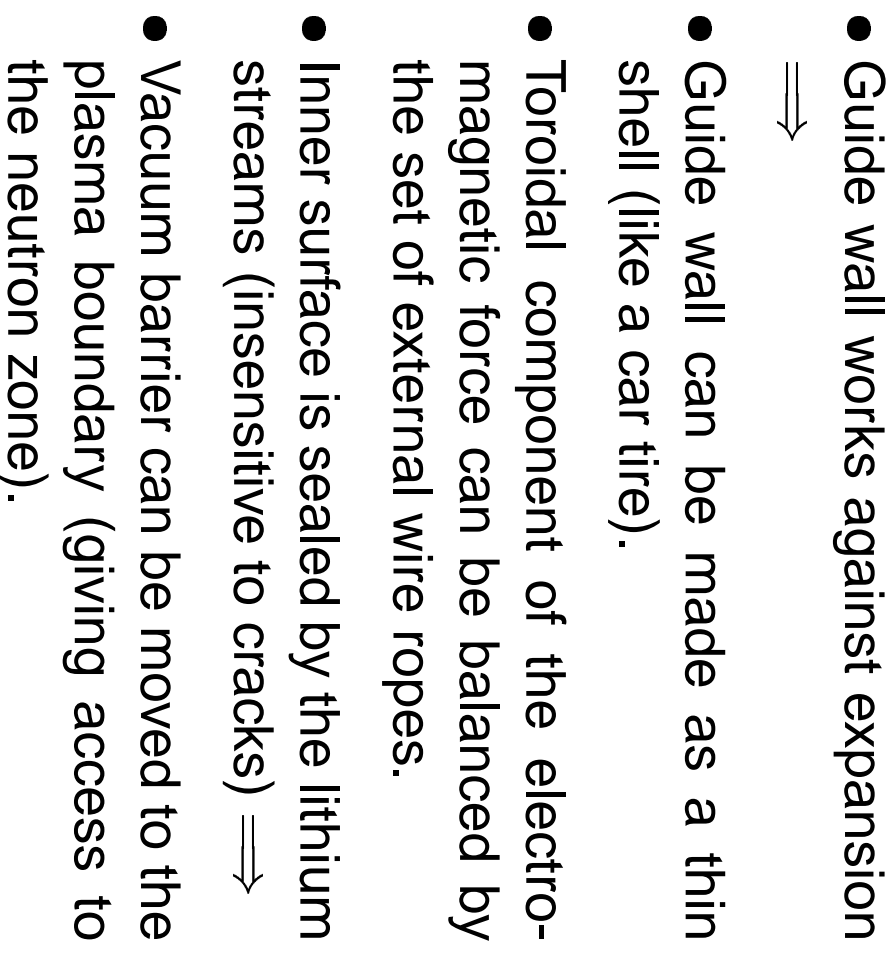 ● Guide wall works against expansion
⟹
● Guide wall can be made as a thin
shell (like a car tire).
● Toroidal component of the electro-
magnetic force can be balanced by
the set of external wire ropes.
● Inner surface is sealed by the lithium
streams (insensitive to cracks) ⟹
● Vacuum barrier can be moved to the
plasma boundary (giving access to
the neutron zone).